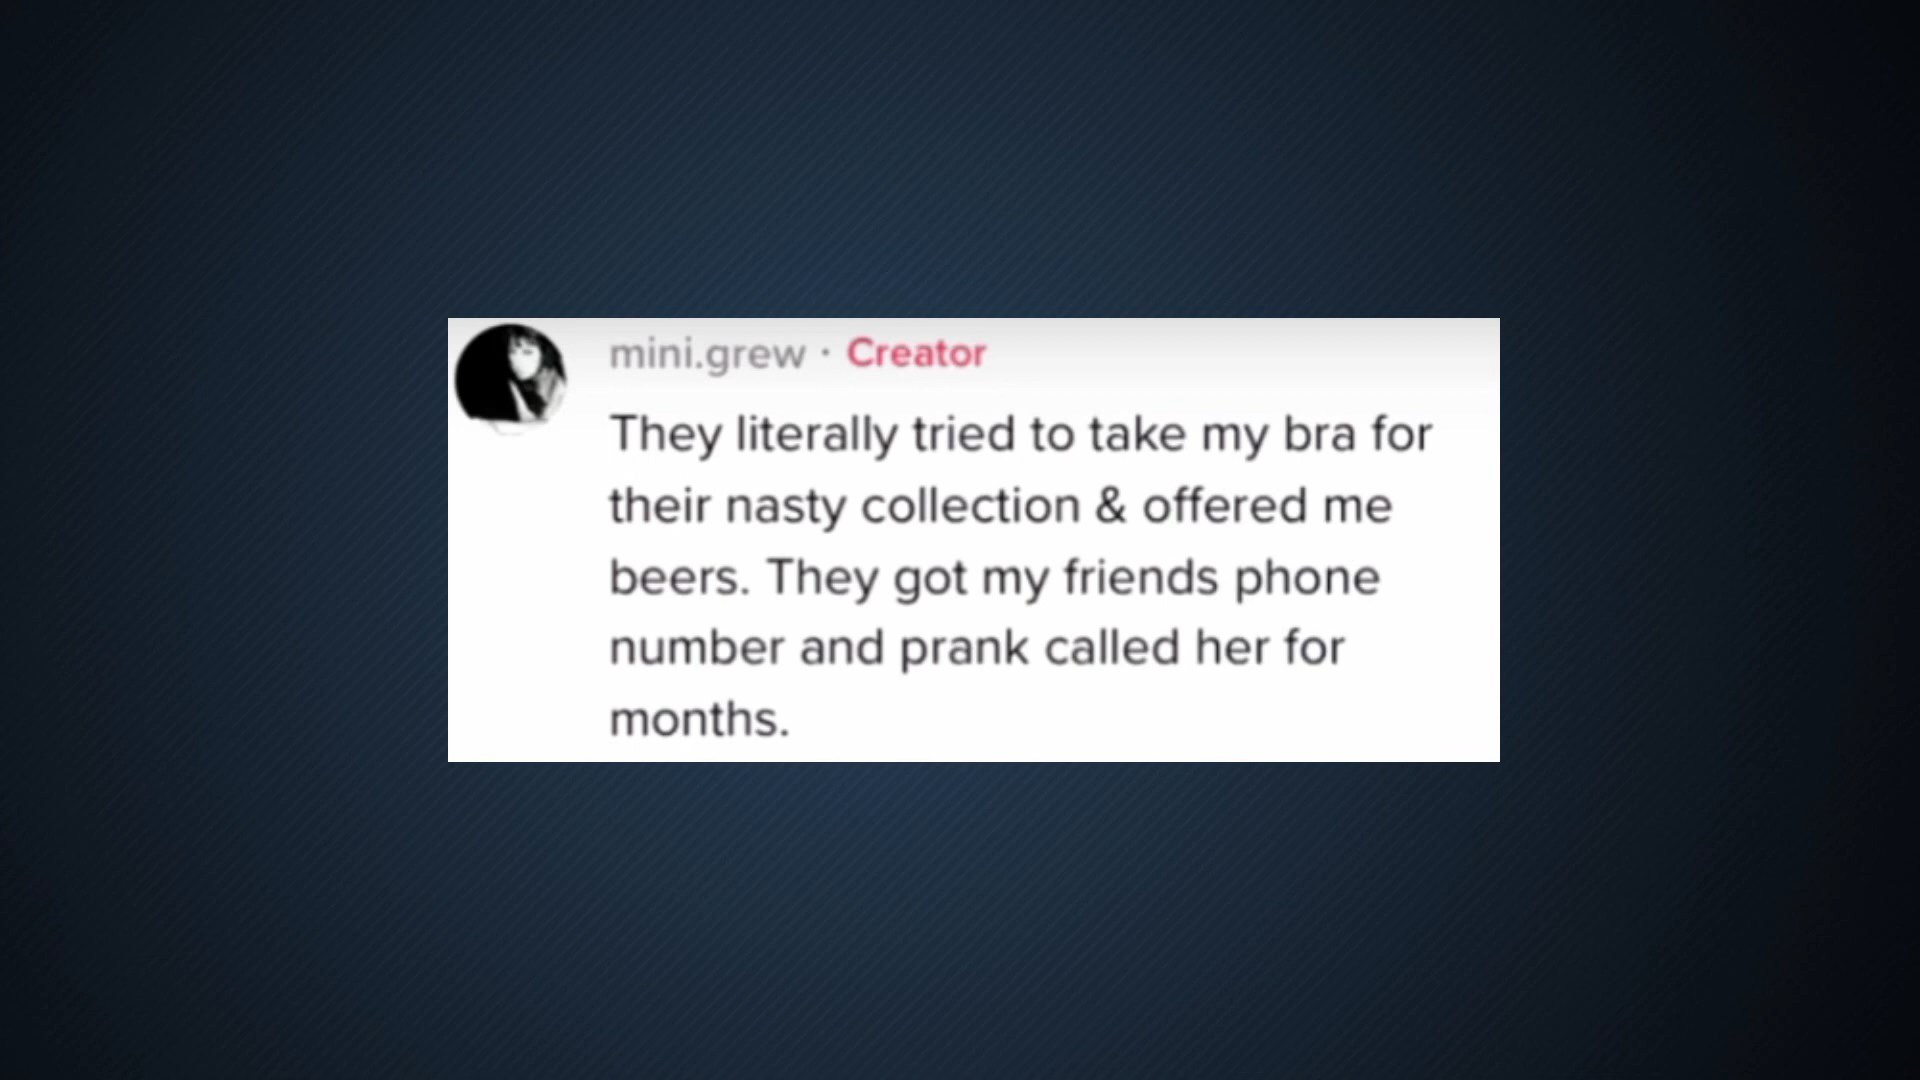 mini.grew · Creator
They literally tried to take my bra for
their nasty collection & offered me
beers. They got my friends phone
number and prank called her for
months.